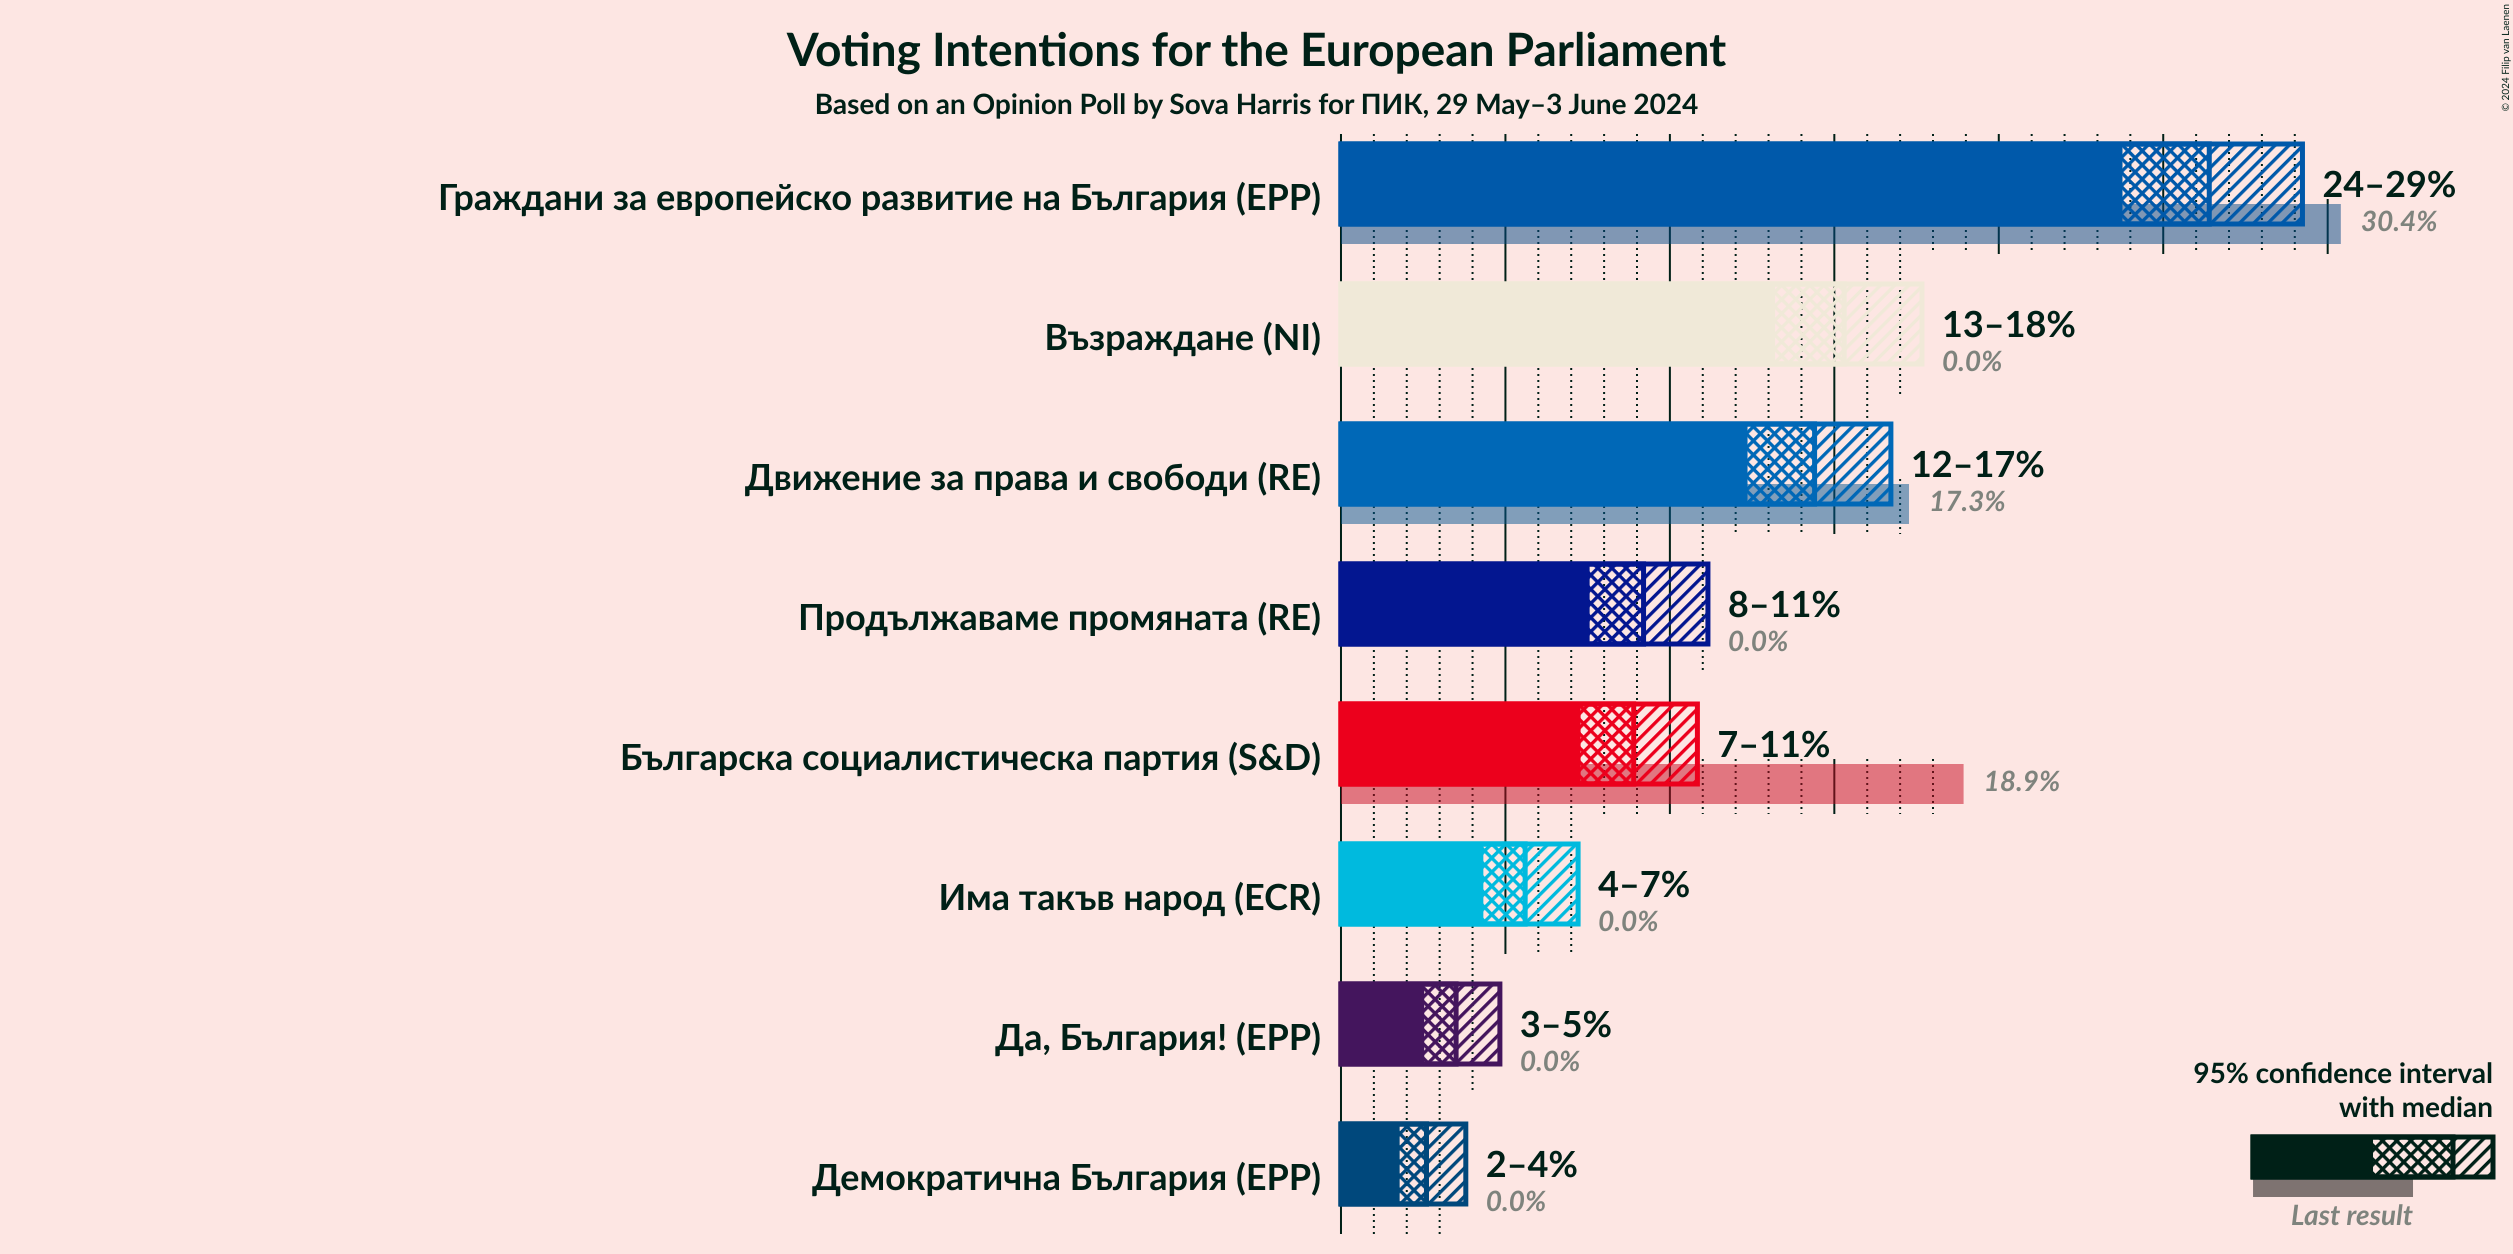 Voting Intentions for the European Parliament
Based on an Opinion Poll by Sova Harris for ПИК, 29 May–3 June 2024
© 2024 Filip van Laenen
Граждани за европейско развитие на България (EPP)
24–29%
30.4%
Възраждане (NI)
13–18%
0.0%
Движение за права и свободи (RE)
12–17%
17.3%
Продължаваме промяната (RE)
8–11%
0.0%
Българска социалистическа партия (S&D)
7–11%
18.9%
Има такъв народ (ECR)
4–7%
0.0%
Да, България! (EPP)
3–5%
0.0%
Демократична България (EPP)
2–4%
0.0%
95% confidence interval
with median
Last result